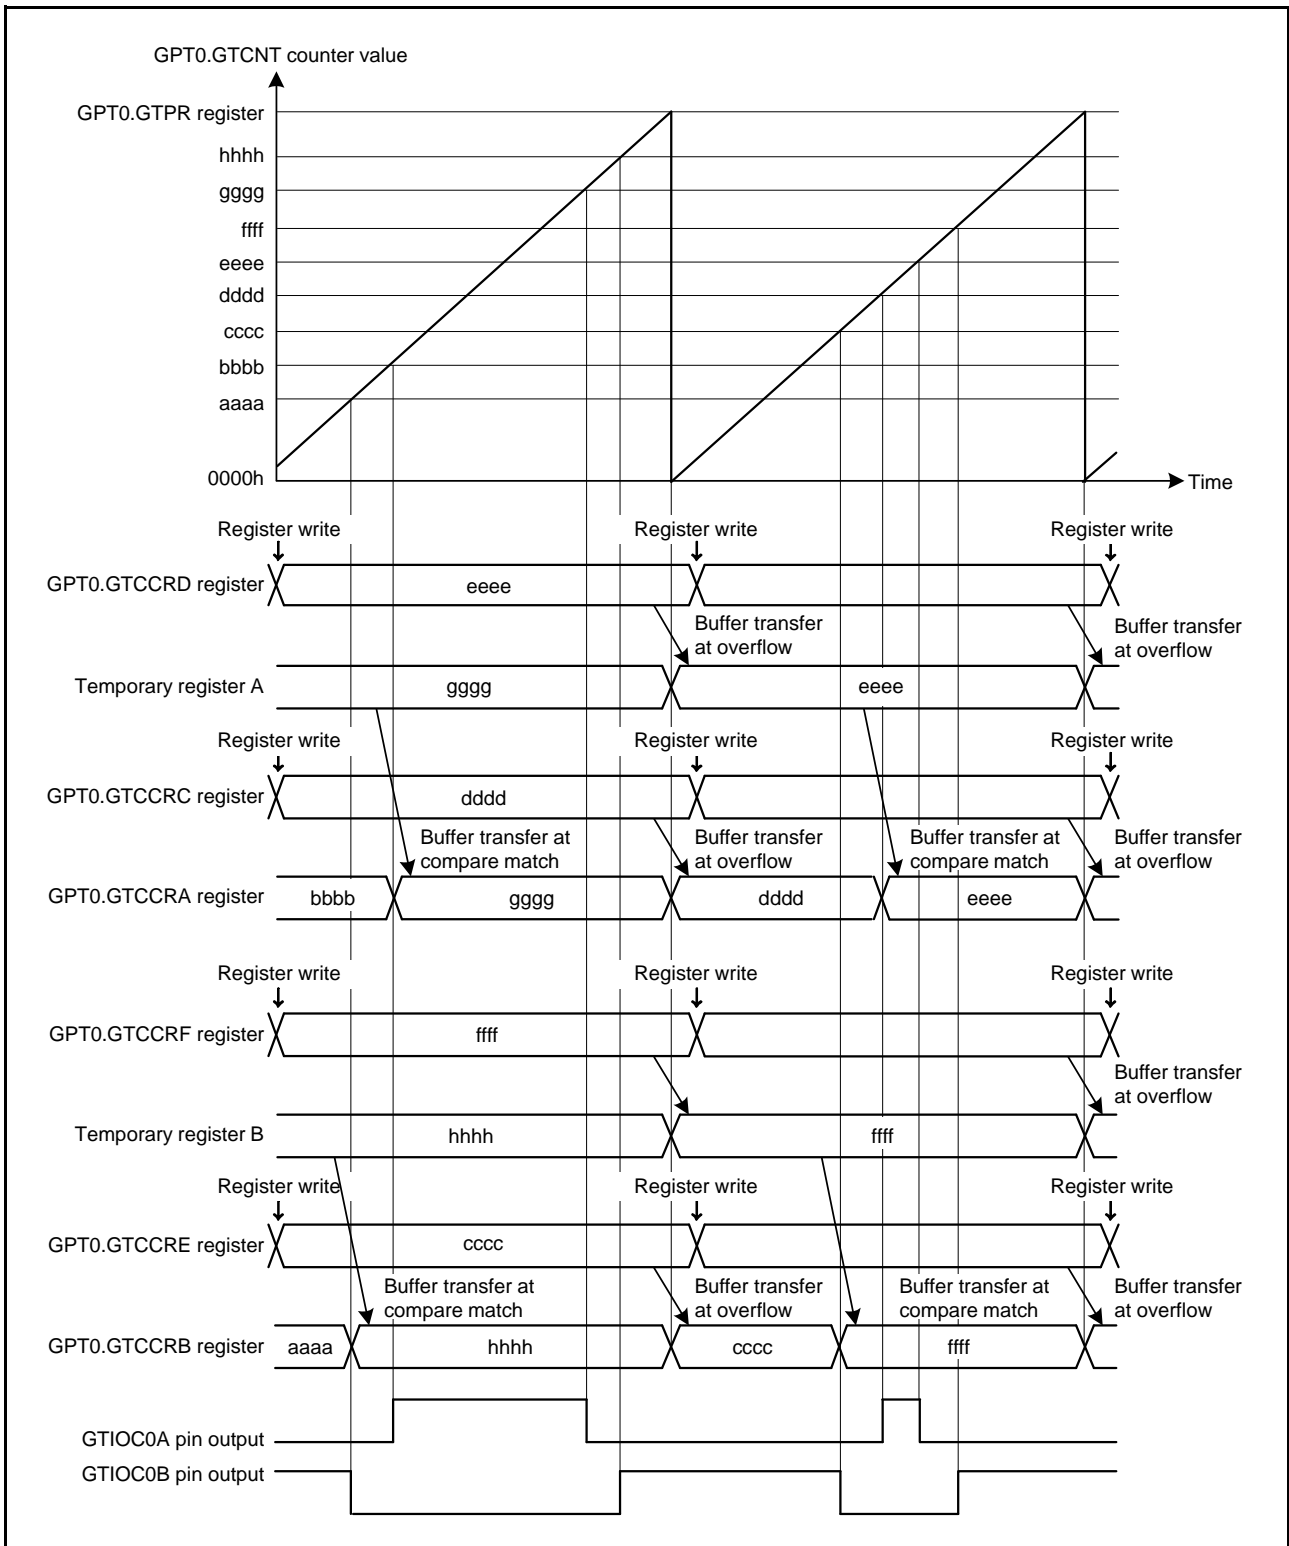 GPT0.GTCNT counter value
GPT0.GTPR register
hhhh
gggg
ffff
eeee
dddd
cccc
bbbb
aaaa
0000h
Time
Register write Register write Register write
GPT0.GTCCRD register eeee
Buffer transfer at overflow
Buffer transfer at overflow
Temporary register A gggg eeee
Register write Register write Register write
GPT0.GTCCRC register dddd
Buffer transfer at compare match
Buffer transfer at overflow
Buffer transfer at compare match
Buffer transfer at overflow
GPT0.GTCCRA register bbbb gggg dddd eeee
Register write Register write Register write
GPT0.GTCCRF register ffff
Buffer transfer at overflow
Temporary register B hhhh ffff
Register write Register write Register write
GPT0.GTCCRE register cccc
Buffer transfer at compare match
Buffer transfer at overflow
Buffer transfer at compare match
Buffer transfer at overflow
GPT0.GTCCRB register aaaa hhhh cccc ffff
GTIOC0A pin output
GTIOC0B pin output